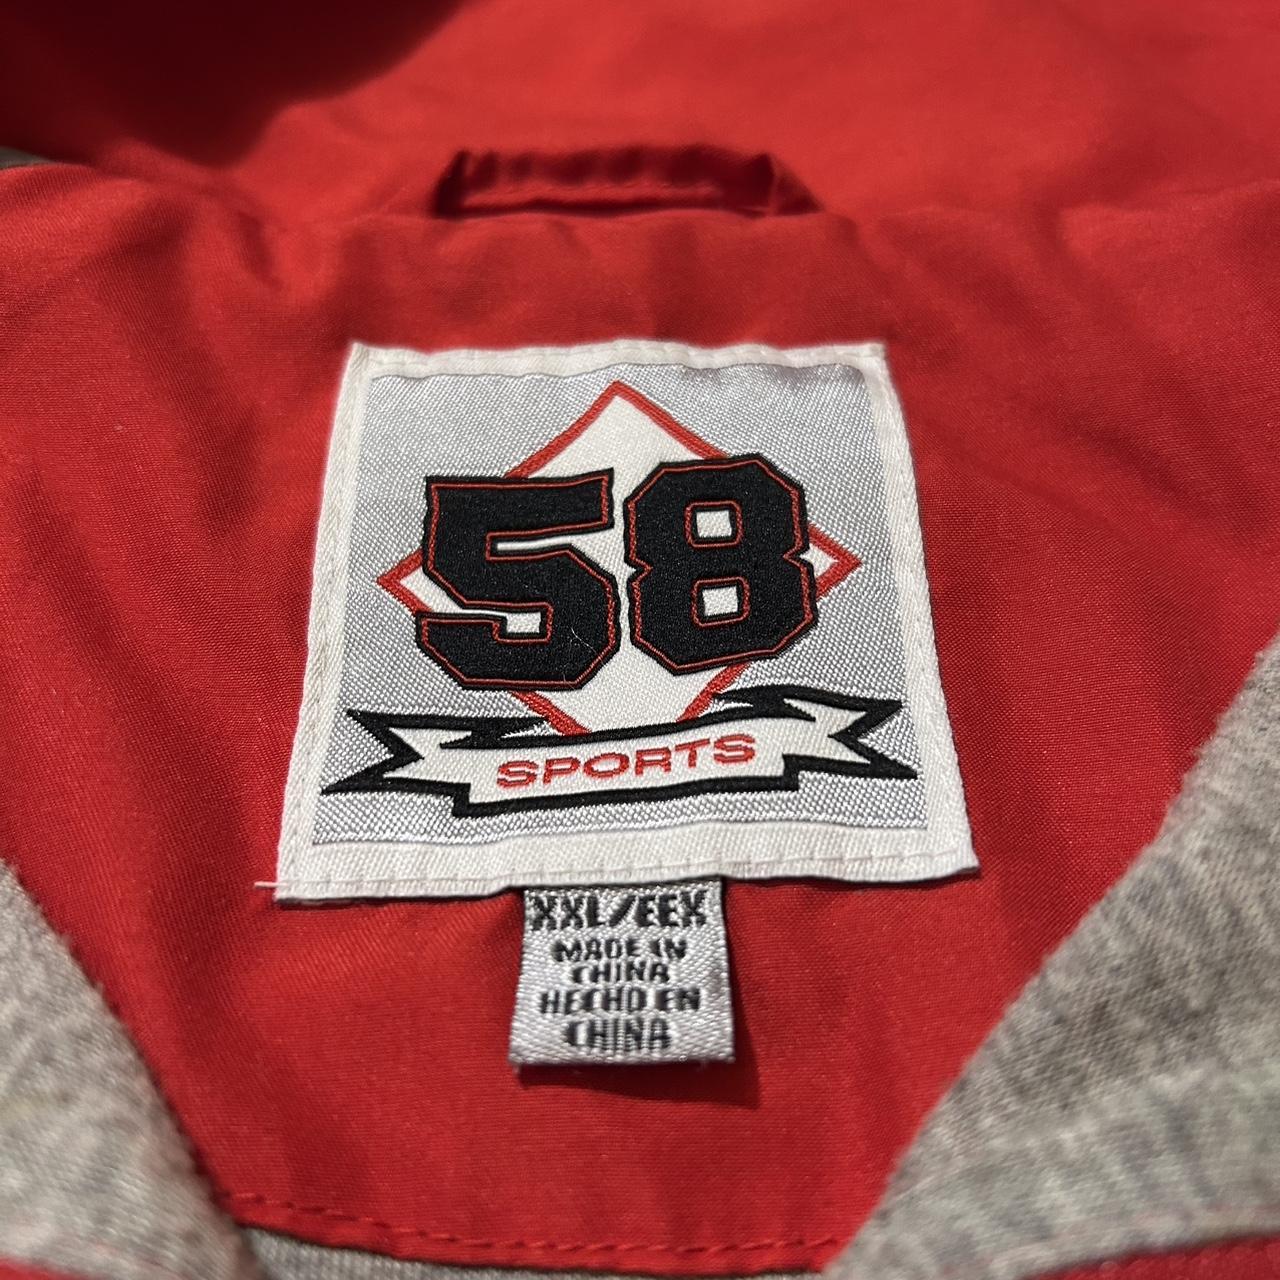 58
SPORTS
XXL/EEX
MADE IN
CHINA
HECHO EN
CHINA